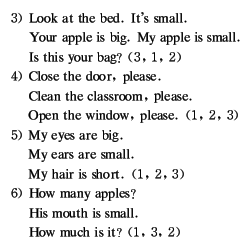 3) Look at the bed. It's small.
Your apple is big. My apple is small.
Is this your bag? (3, 1, 2)
4) Close the door, please.
Clean the classroom, please.
Open the window, please. (1, 2, 3)
5) My eyes are big.
My ears are small.
My hair is short. (1, 2, 3)
6) How many apples?
His mouth is small.
How much is it? (1, 3, 2)